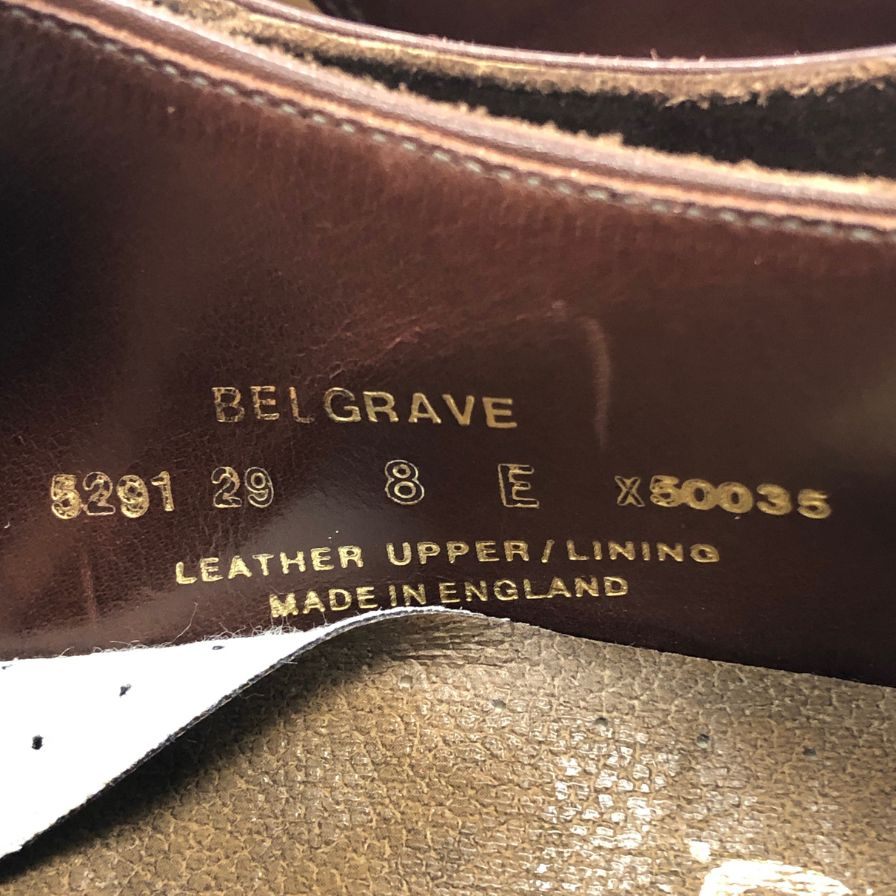 BELGRAVE
5291 29 8 E X50035
LEATHER UPPER/LINING
MADE IN ENGLAND